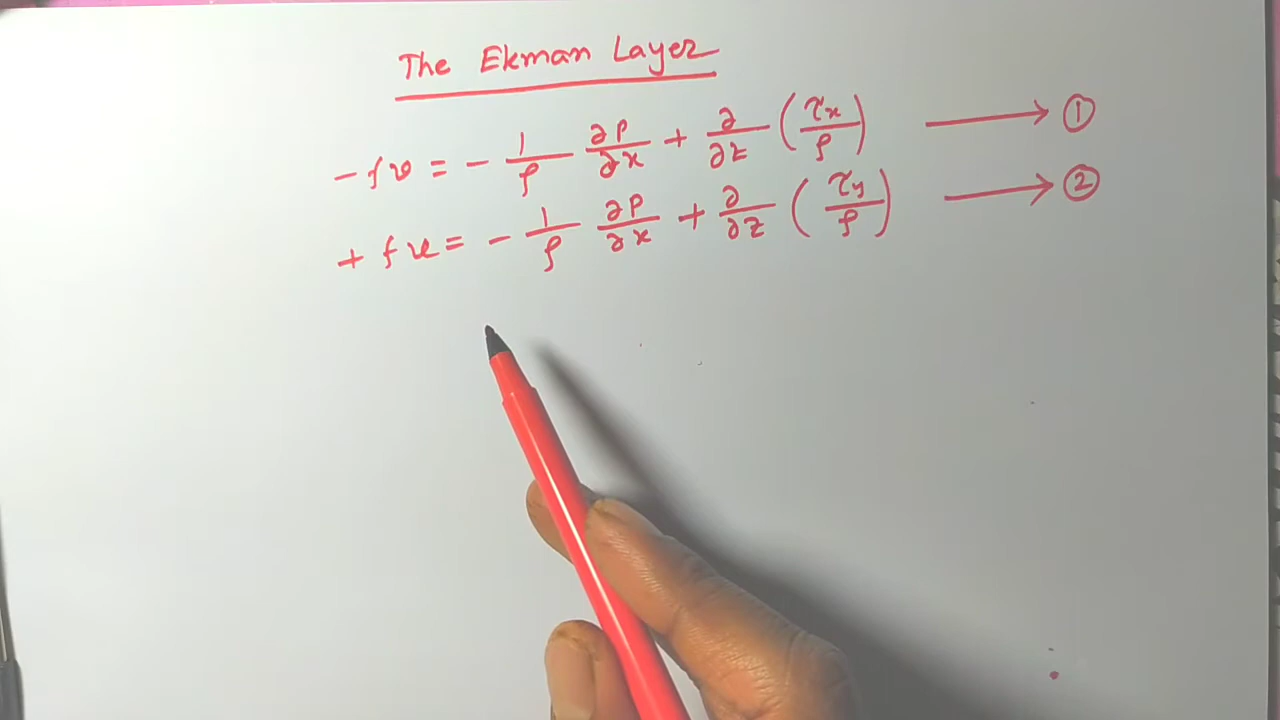 The Ekman Layer
-fv = - 1/ρ ∂P/∂x + ∂/∂z (τx/ρ) → ①
+fu = - 1/ρ ∂P/∂x + ∂/∂z (τy/ρ) → ②